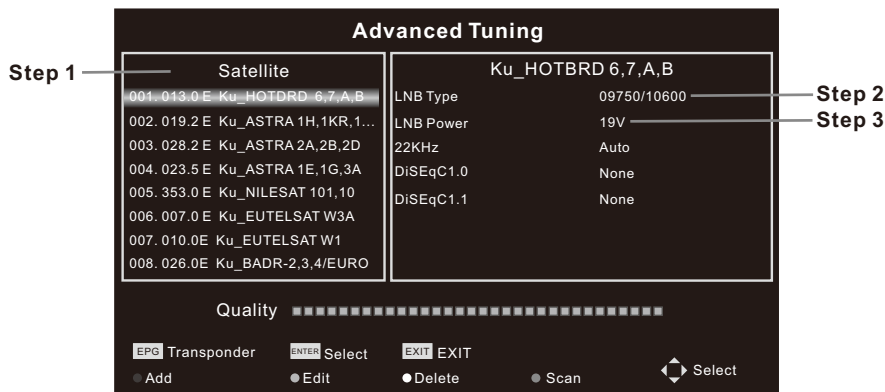 Advanced Tuning
Step 1
Satellite
001. 013.0 E Ku_HOTDRD 6,7,A,B
002. 019.2 E Ku_ASTRA 1H,1KR,1...
003. 028.2 E Ku_ASTRA 2A,2B,2D
004. 023.5 E Ku_ASTRA 1E,1G,3A
005. 353.0 E Ku_NILESAT 101,10
006. 007.0 E Ku_EUTELSAT W3A
007. 010.0E Ku_EUTELSAT W1
008. 026.0E Ku_BADR-2,3,4/EURO
Ku_HOTBRD 6,7,A,B
LNB Type 09750/10600
Step 2
LNB Power 19V
Step 3
22KHz Auto
DiSEqC1.0 None
DiSEqC1.1 None
Quality
EPG Transponder ENTER Select EXIT EXIT
Add Edit Delete Scan Select